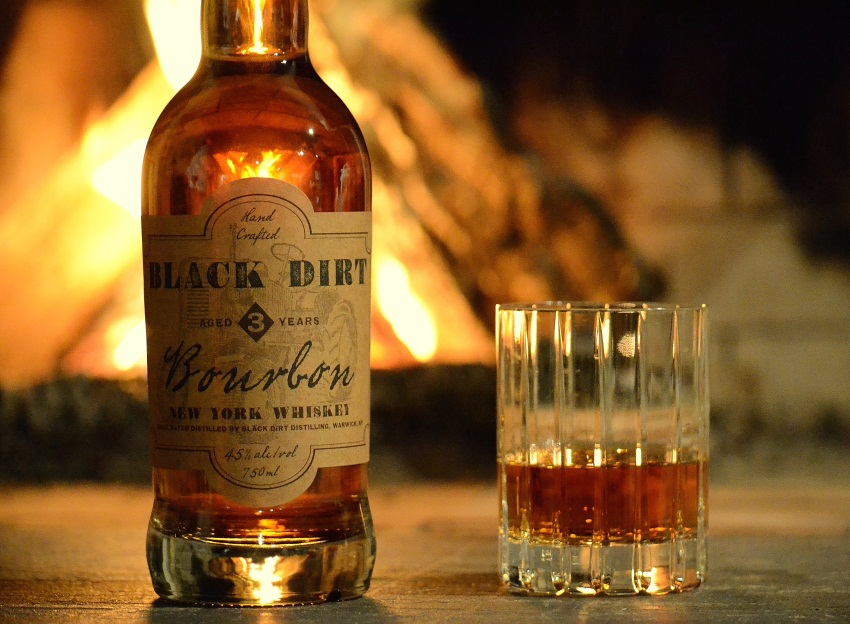 Hand
Crafted
BLACK DIRT
AGED 3 YEARS
Bourbon
NEW YORK WHISKEY
BATCH DISTILLED BY BLACK DIRT DISTILLING, WARWICK, NY
45% alc/vol
750ml